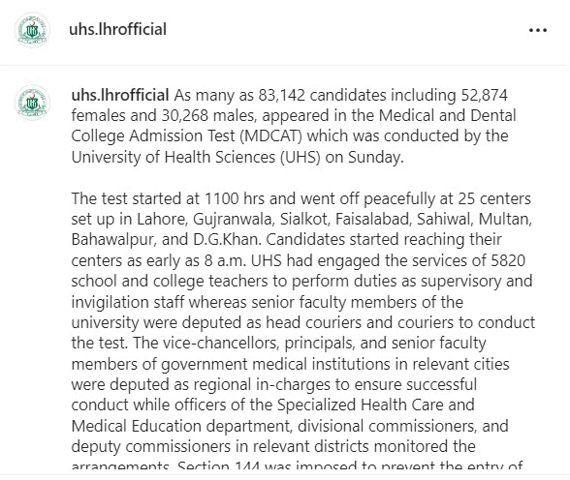 uhs.lhrofficial
uhs.lhrofficial As many as 83,142 candidates including 52,874
females and 30,268 males, appeared in the Medical and Dental
College Admission Test (MDCAT) which was conducted by the
University of Health Sciences (UHS) on Sunday.
The test started at 1100 hrs and went off peacefully at 25 centers
set up in Lahore, Gujranwala, Sialkot, Faisalabad, Sahiwal, Multan,
Bahawalpur, and D.G.Khan. Candidates started reaching their
centers as early as 8 a.m. UHS had engaged the services of 5820
school and college teachers to perform duties as supervisory and
invigilation staff whereas senior faculty members of the
university were deputed as head couriers and couriers to conduct
the test. The vice-chancellors, principals, and senior faculty
members of government medical institutions in relevant cities
were deputed as regional in-charges to ensure successful
conduct while officers of the Specialized Health Care and
Medical Education department, divisional commissioners, and
deputy commissioners in relevant districts monitored the
arrangements. Section 144 was imposed to prevent the entry of